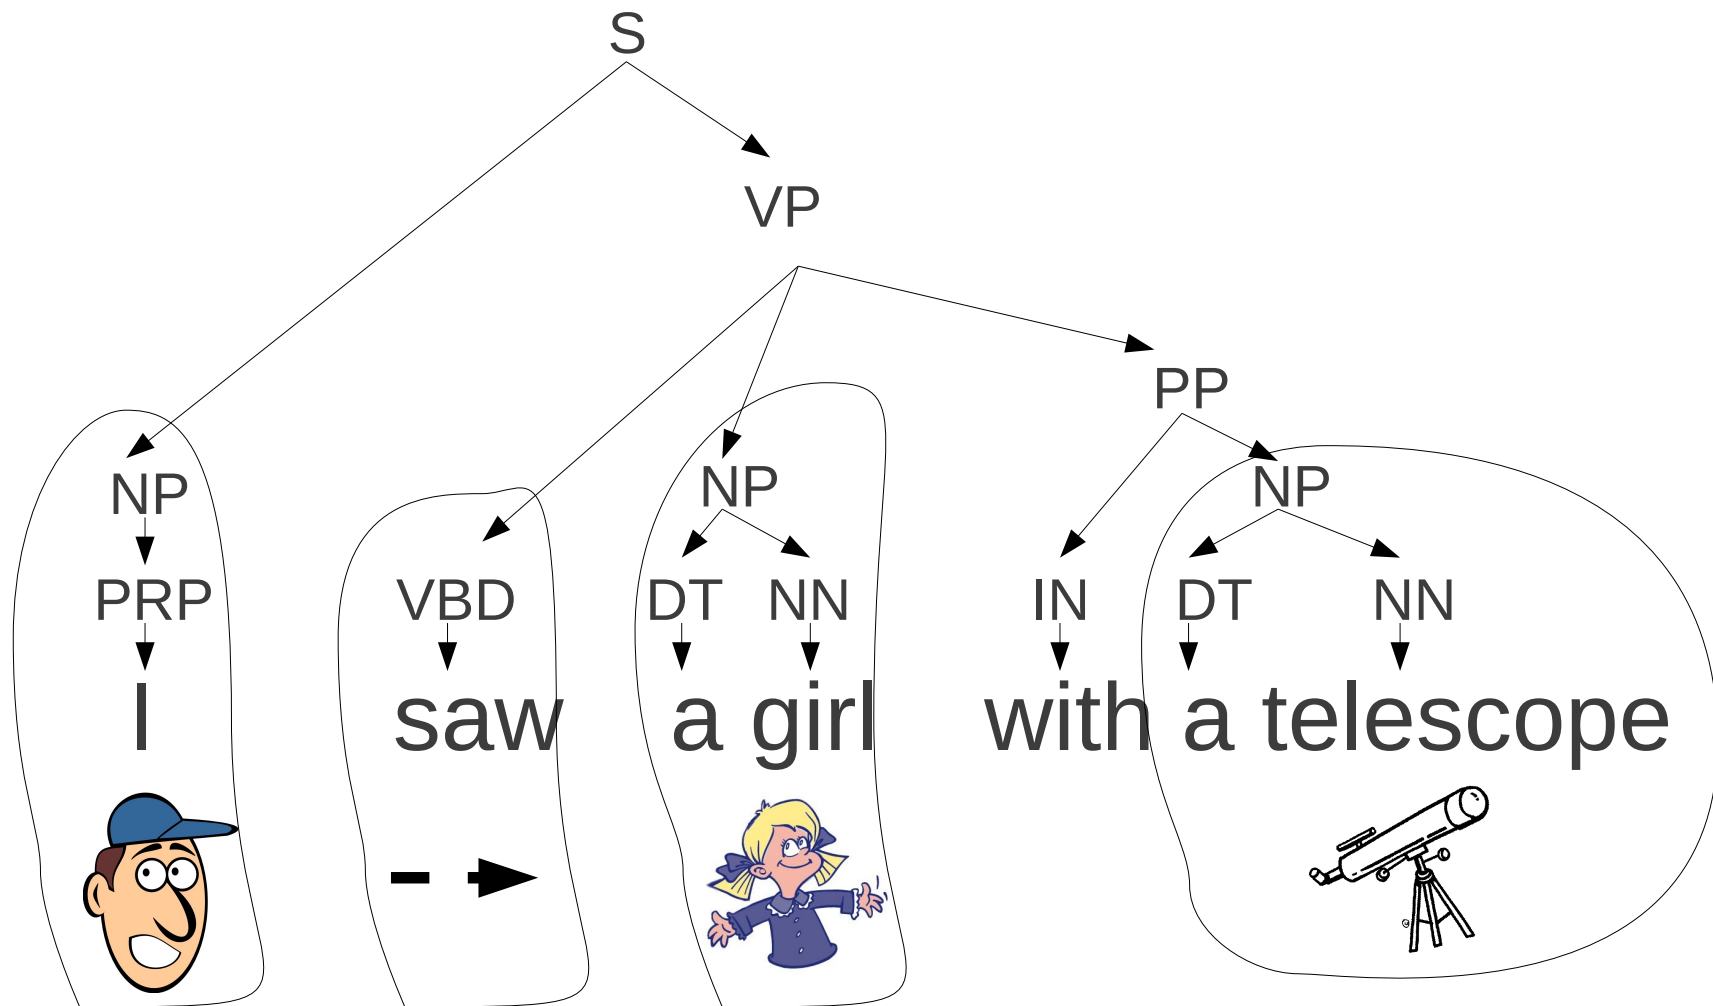 S
VP
PP
NP NP NP
PRP VBD DT NN IN DT NN
I saw a girl with a telescope